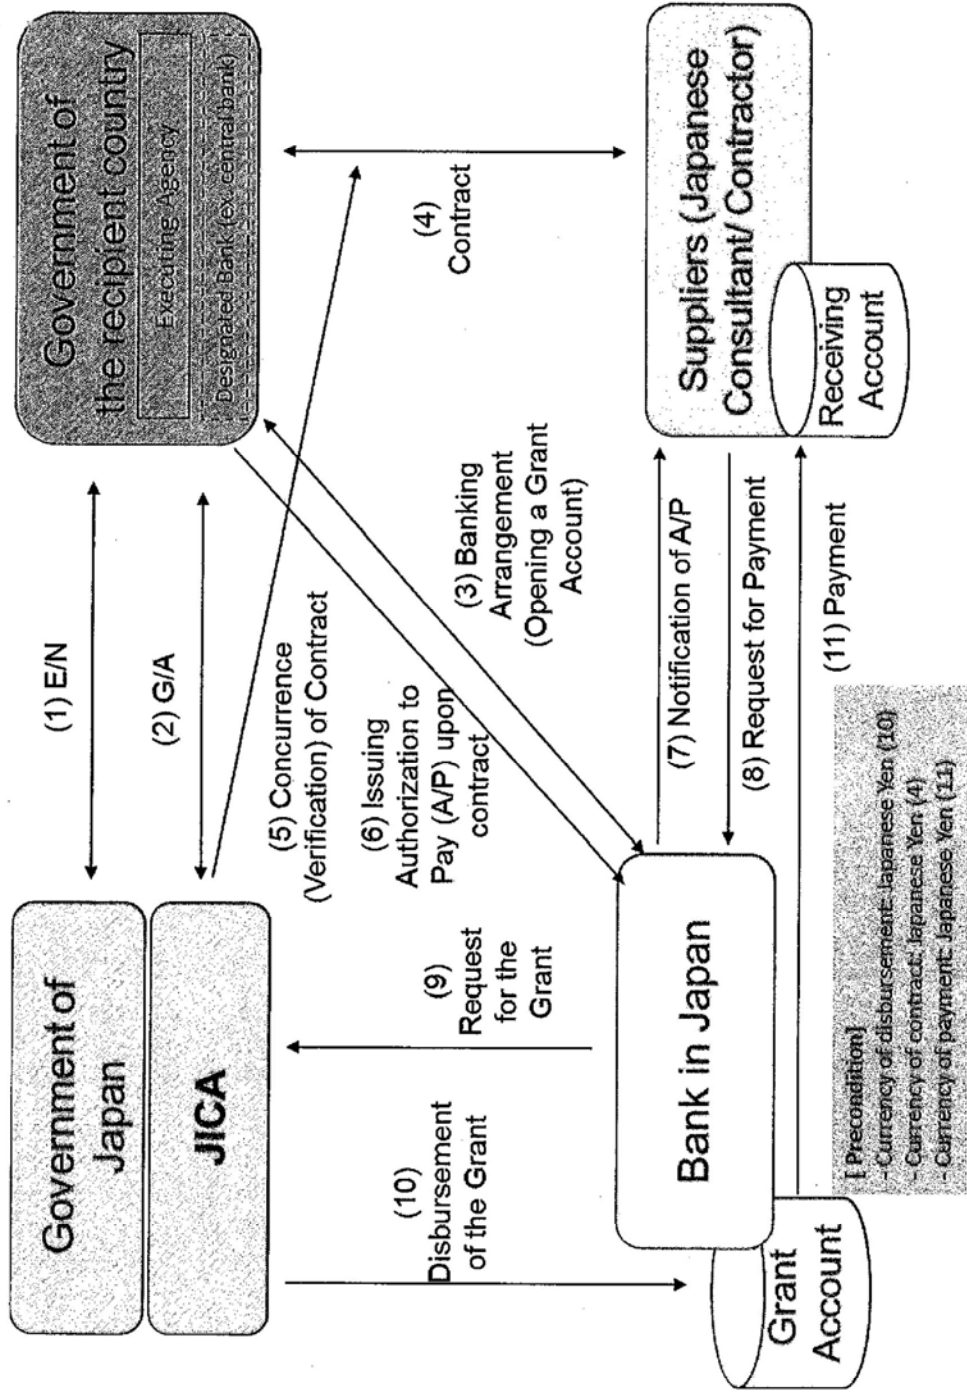 Government of
Japan
JICA
Government of
the recipient country
Executing Agency
Designated Bank (ex. central bank)
(1) E/N
(2) G/A
(5) Concurrence
(Verification) of Contract
(6) Issuing
Authorization to
Pay (A/P) upon
contract
(3) Banking
Arrangement
(Opening a Grant
Account)
(4)
Contract
(9)
Request
for the
Grant
(10)
Disbursement
of the Grant
Bank in Japan
Grant
Account
(7) Notification of A/P
(8) Request for Payment
(11) Payment
Suppliers (Japanese
Consultant/ Contractor)
Receiving
Account
[ Precondition]
- Currency of disbursement: Japanese Yen (10)
- Currency of contract: Japanese Yen (4)
- Currency of payment: Japanese Yen (11)